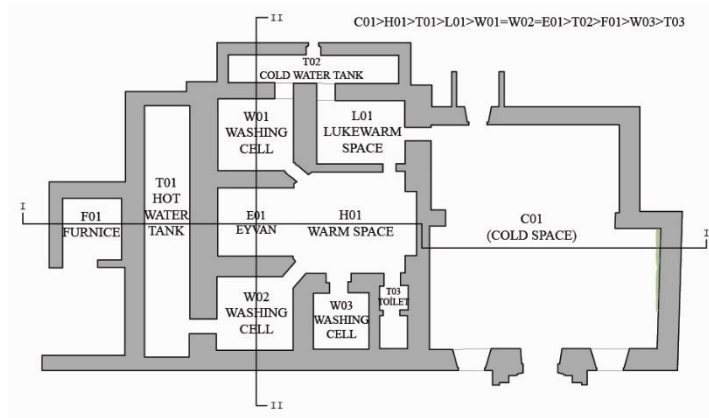 II
C01>H01>T01>L01>W01=W02=E01>T02>F01>W03>T03
T02
COLD WATER TANK
W01
WASHING
CELL
L01
LUKEWARM
SPACE
T01
HOT
WATER
TANK
I
F01
FURNICE
E01
EYVAN
H01
WARM SPACE
C01
(COLD SPACE)
I
W02
WASHING
CELL
W03
WASHING
CELL
T03
TOİLET
II